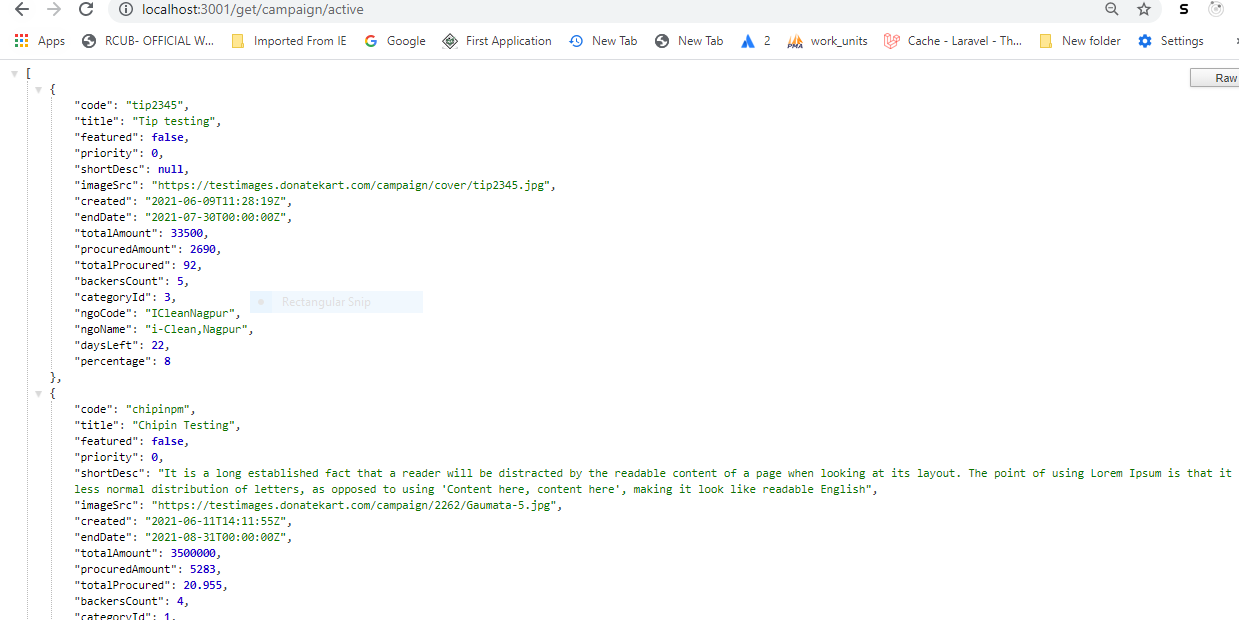 localhost:3001/get/campaign/active
S
Apps RCUB- OFFICIAL W... Imported From IE Google First Application New Tab New Tab 2 work_units Cache - Laravel - Th... New folder Settings
Raw
[
{
"code": "tip2345",
"title": "Tip testing",
"featured": false,
"priority": 0,
"shortDesc": null,
"imageSrc": "https://testimages.donatekart.com/campaign/cover/tip2345.jpg",
"created": "2021-06-09T11:28:19Z",
"endDate": "2021-07-30T00:00:00Z",
"totalAmount": 33500,
"procuredAmount": 2690,
"totalProcured": 92,
"backersCount": 5,
"categoryId": 3,
Rectangular Snip
"ngoCode": "ICleanNagpur",
"ngoName": "i-Clean,Nagpur",
"daysLeft": 22,
"percentage": 8
},
{
"code": "chipinpm",
"title": "Chipin Testing",
"featured": false,
"priority": 0,
"shortDesc": "It is a long established fact that a reader will be distracted by the readable content of a page when looking at its layout. The point of using Lorem Ipsum is that it
less normal distribution of letters, as opposed to using 'Content here, content here', making it look like readable English",
"imageSrc": "https://testimages.donatekart.com/campaign/2262/Gaumata-5.jpg",
"created": "2021-06-11T14:11:55Z",
"endDate": "2021-08-31T00:00:00Z",
"totalAmount": 3500000,
"procuredAmount": 5283,
"totalProcured": 20.955,
"backersCount": 4,
"categoryId": 1,